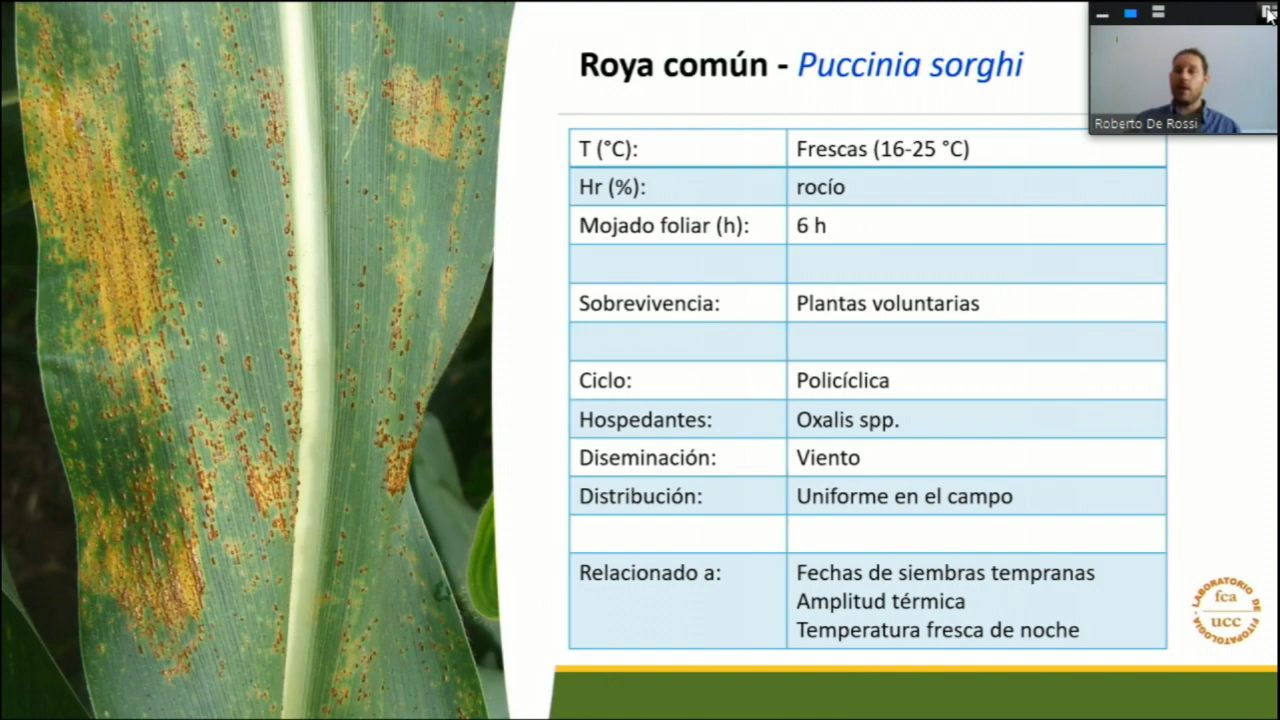 Roya común - Puccinia sorghi
Roberto De Rossi
T (°C): Frescas (16-25 °C)
Hr (%): rocío
Mojado foliar (h): 6 h
Sobrevivencia: Plantas voluntarias
Ciclo: Policíclica
Hospedantes: Oxalis spp.
Diseminación: Viento
Distribución: Uniforme en el campo
Relacionado a: Fechas de siembras tempranas
Amplitud térmica
Temperatura fresca de noche
LABORATORIO DE FITOPATOLOGÍA
fca
ucc